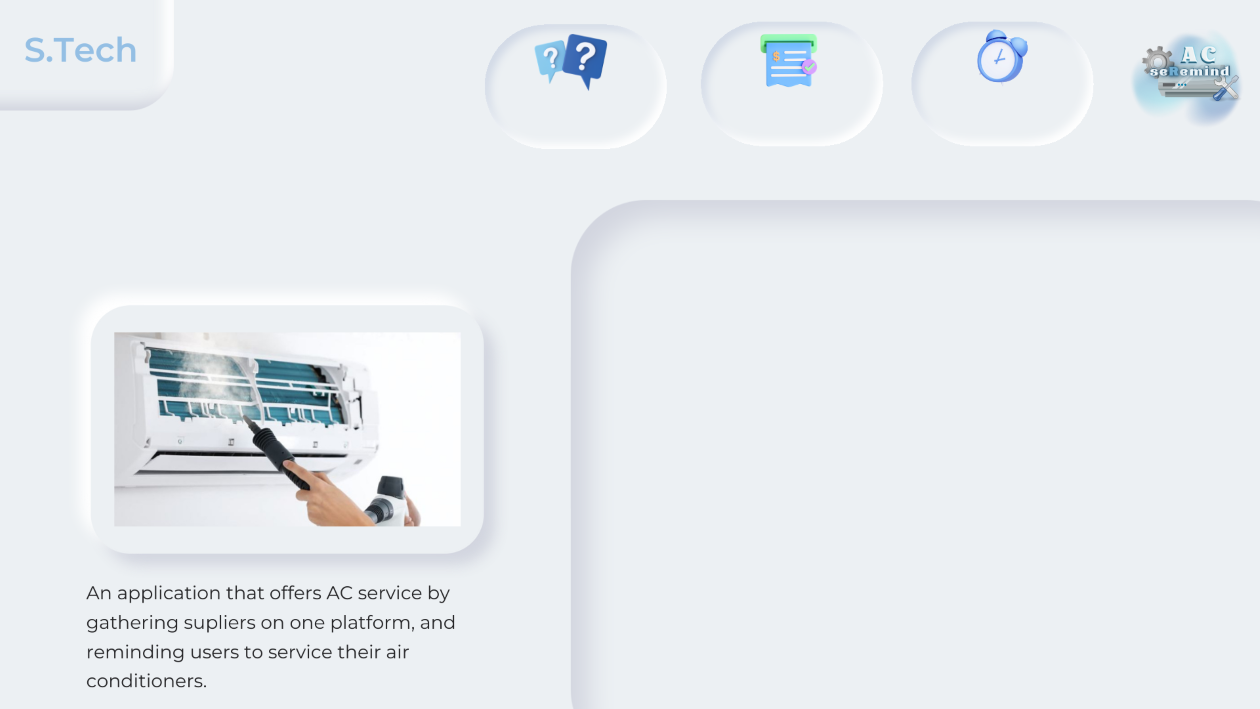 S.Tech
? ?
$
AC
seRemind
An application that offers AC service by
gathering supliers on one platform, and
reminding users to service their air
conditioners.